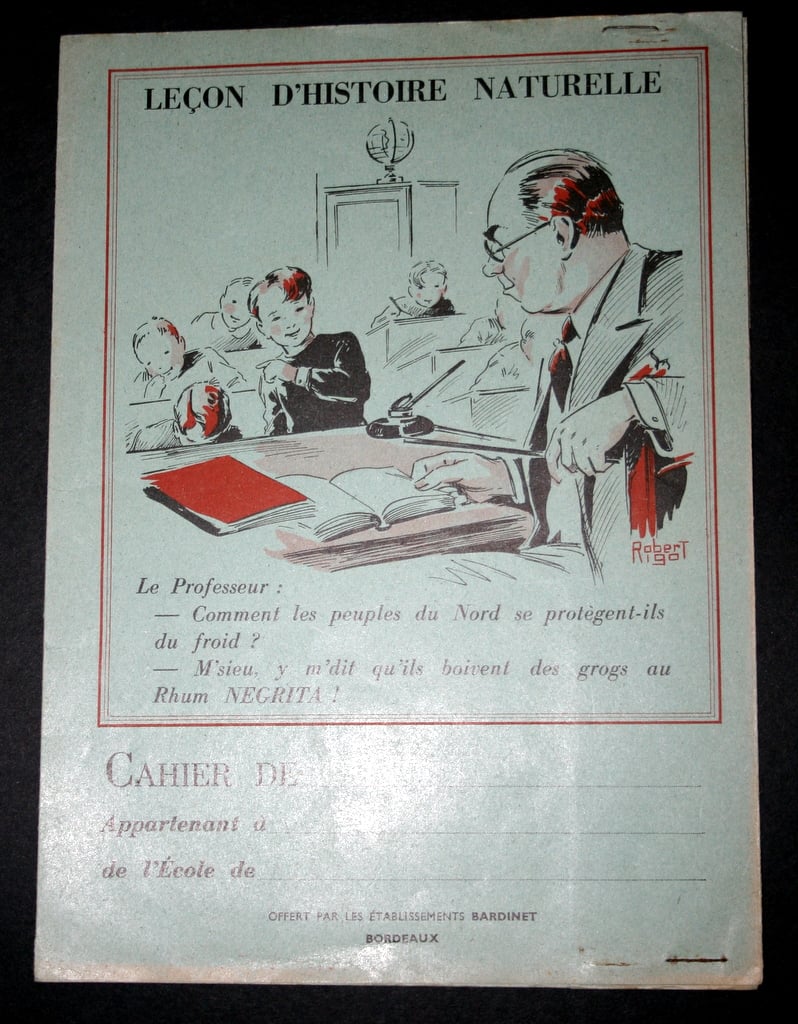 LEÇON D'HISTOIRE NATURELLE
Robert
Rigot
Le Professeur :
— Comment les peuples du Nord se protègent-ils
du froid ?
— M'sieu, y m'dit qu'ils boivent des grogs au
Rhum NEGRITA !
CAHIER DE
Appartenant à
de l'École de
OFFERT PAR LES ÉTABLISSEMENTS BARDINET
BORDEAUX